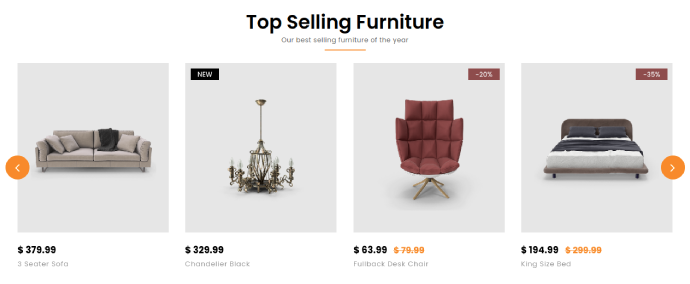 Top Selling Furniture
Our best selling furniture of the year
NEW
-20%
-35%
$ 379.99
3 Seater Sofa
$ 329.99
Chandelier Black
$ 63.99 $ 79.99
Fullback Desk Chair
$ 194.99 $ 299.99
King Size Bed